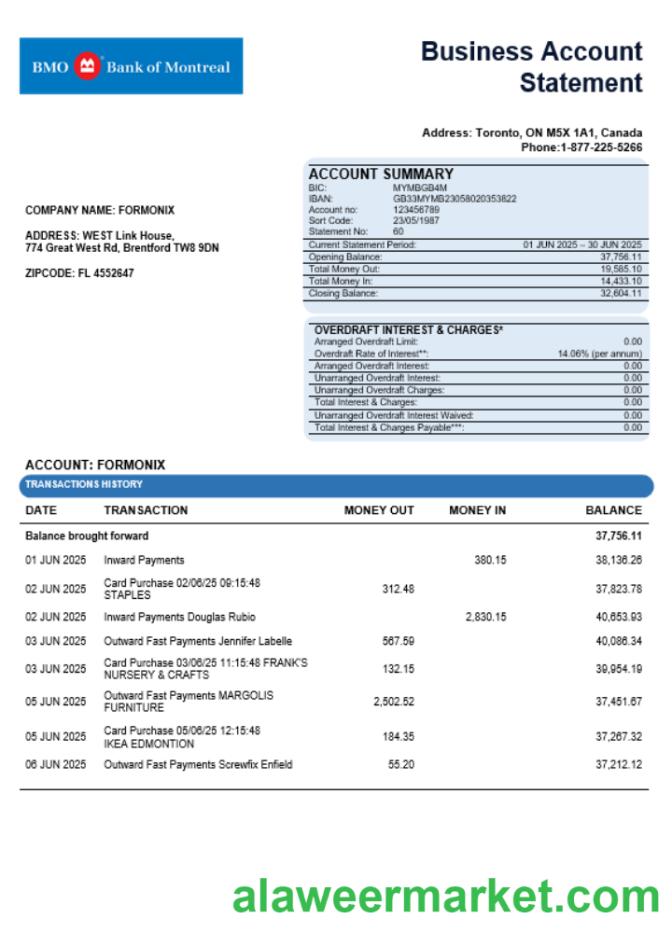 BMO Bank of Montreal
Business Account
Statement
Address: Toronto, ON M5X 1A1, Canada
Phone:1-877-225-5266
COMPANY NAME: FORMONIX
ADDRESS: WEST Link House,
774 Great West Rd, Brentford TW8 9DN
ZIPCODE: FL 4552647
ACCOUNT SUMMARY
BIC: MYMBGB4M
IBAN: GB33MYMB23058020353822
Account no: 123456789
Sort Code: 23/05/1987
Statement No: 60
Current Statement Period: 01 JUN 2025 – 30 JUN 2025
Opening Balance: 37,756.11
Total Money Out: 19,585.10
Total Money In: 14,433.10
Closing Balance: 32,604.11
OVERDRAFT INTEREST & CHARGES*
Arranged Overdraft Limit: 0.00
Overdraft Rate of Interest**: 14.06% (per annum)
Arranged Overdraft Interest: 0.00
Unarranged Overdraft Interest: 0.00
Unarranged Overdraft Charges: 0.00
Total Interest & Charges: 0.00
Unarranged Overdraft Interest Waived: 0.00
Total Interest & Charges Payable***: 0.00
ACCOUNT: FORMONIX
TRANSACTIONS HISTORY
DATE TRANSACTION MONEY OUT MONEY IN BALANCE
Balance brought forward 37,756.11
01 JUN 2025 Inward Payments 380.15 38,136.26
02 JUN 2025 Card Purchase 02/06/25 09:15:48
STAPLES 312.48 37,823.78
02 JUN 2025 Inward Payments Douglas Rubio 2,830.15 40,653.93
03 JUN 2025 Outward Fast Payments Jennifer Labelle 567.59 40,086.34
03 JUN 2025 Card Purchase 03/06/25 11:15:48 FRANK'S
NURSERY & CRAFTS 132.15 39,954.19
05 JUN 2025 Outward Fast Payments MARGOLIS
FURNITURE 2,502.52 37,451.67
05 JUN 2025 Card Purchase 05/06/25 12:15:48
IKEA EDMONTION 184.35 37,267.32
06 JUN 2025 Outward Fast Payments Screwfix Enfield 55.20 37,212.12
alaweermarket.com